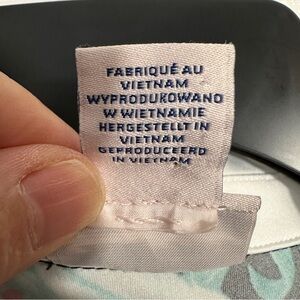 FABRIQUÉ AU
VIETNAM
WYPRODUKOWANO
W WIETNAMIE
HERGESTELLT IN
VIETNAM
GEPRODUCEERD
IN VIETNAM